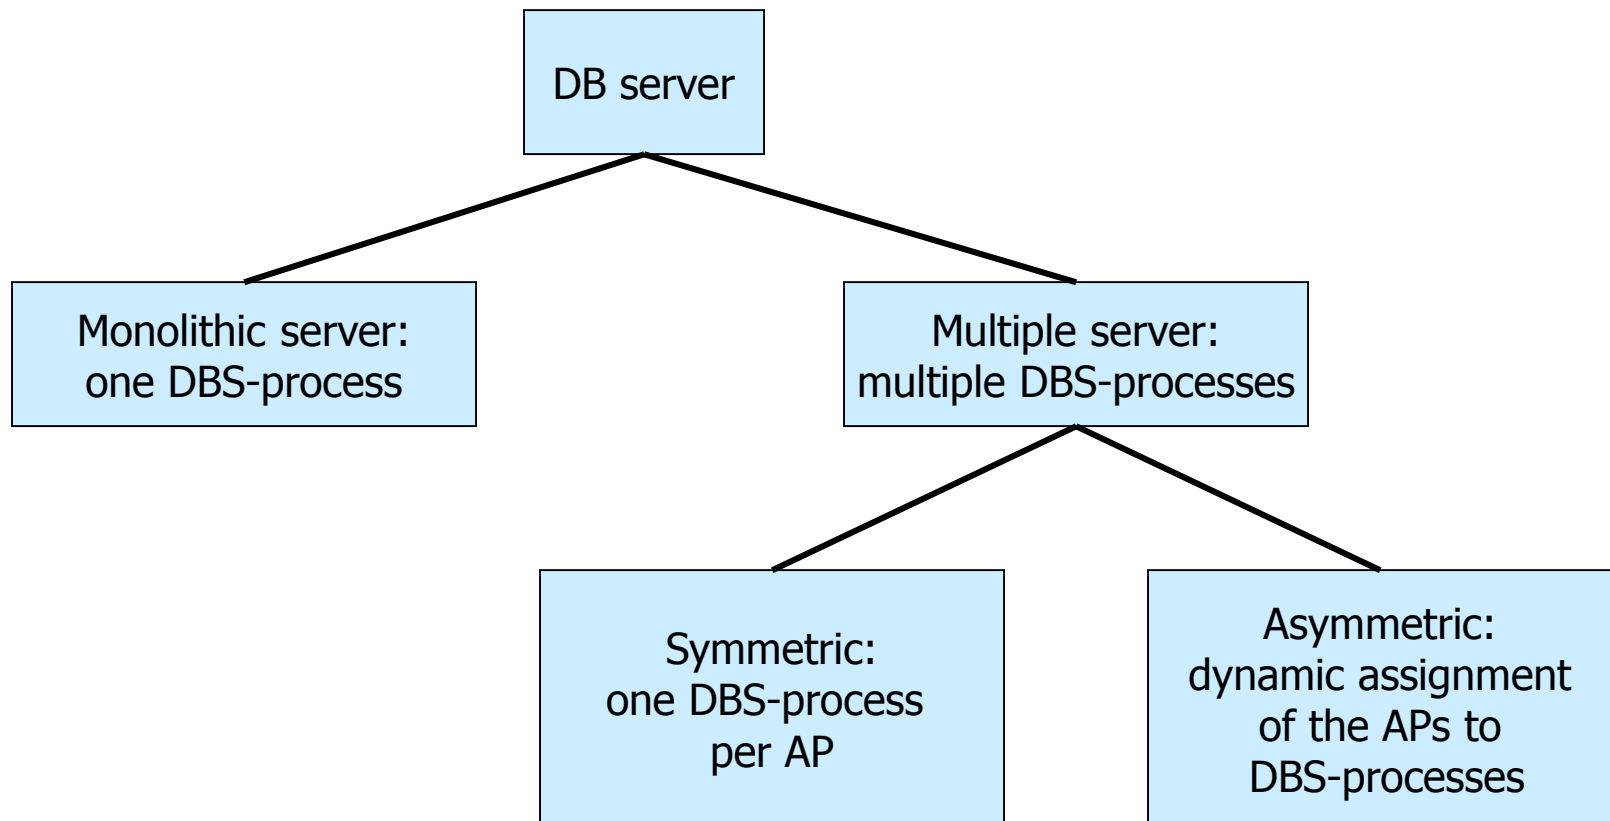 DB server
Monolithic server:
one DBS-process
Multiple server:
multiple DBS-processes
Symmetric:
one DBS-process
per AP
Asymmetric:
dynamic assignment
of the APs to
DBS-processes